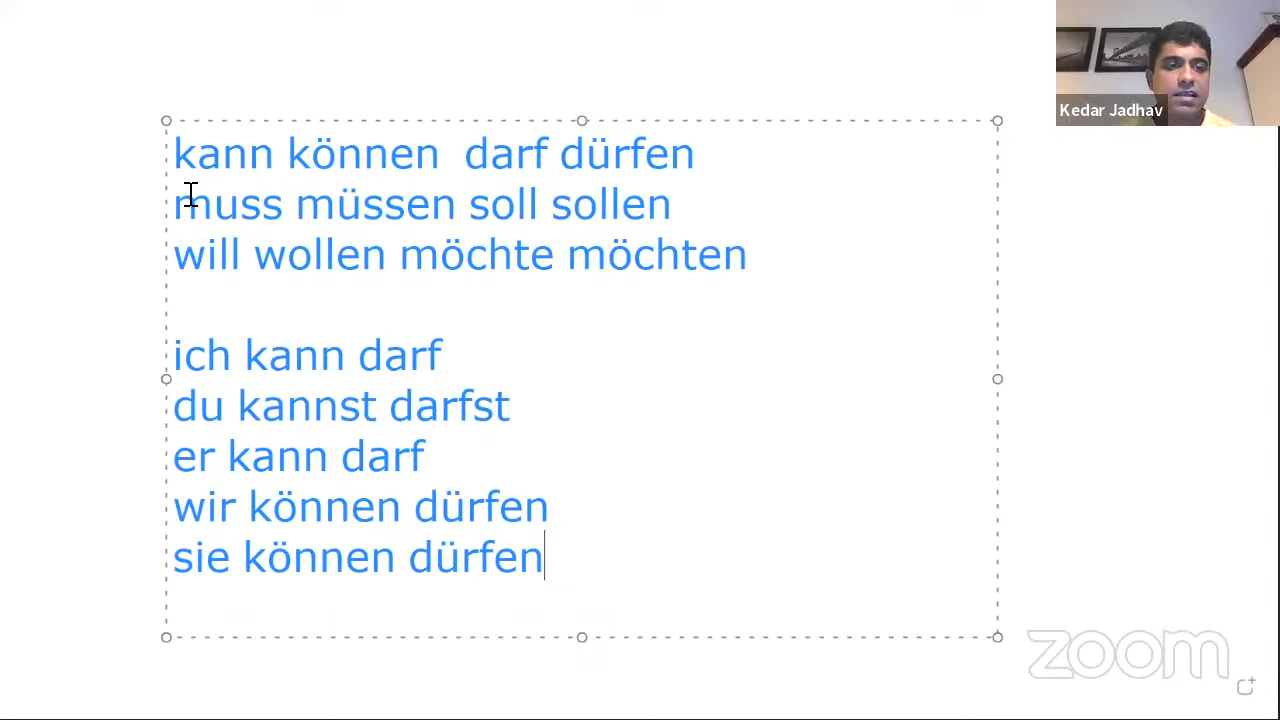 Kedar Jadhav
kann können  darf dürfen
muss müssen soll sollen
will wollen möchte möchten
ich kann darf
du kannst darfst
er kann darf
wir können dürfen
sie können dürfen
zoom